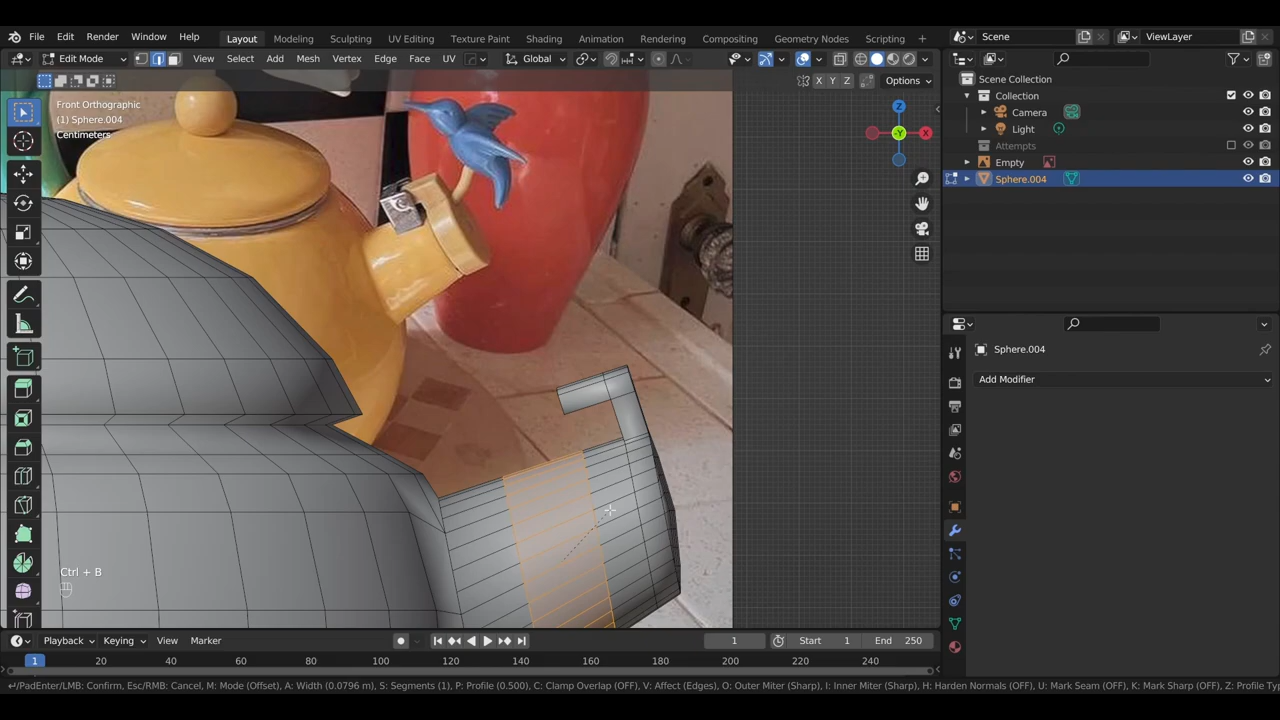 File Edit Render Window Help Layout Modeling Sculpting UV Editing Texture Paint Shading Animation Rendering Compositing Geometry Nodes Scripting + Scene ViewLayer
Edit Mode View Select Add Mesh Vertex Edge Face UV Global
X Y Z Options
Scene Collection
Collection
Camera
Light
Attempts
Empty
Sphere.004
Front Orthographic
(1) Sphere.004
Centimeters
Z
-Y
X
Sphere.004
Add Modifier
Ctrl + B
Playback Keying View Marker 1 Start 1 End 250
1 20 40 60 80 100 120 140 160 180 200 220 240
/PadEnter/LMB: Confirm, Esc/RMB: Cancel, M: Mode (Offset), A: Width (0.0796 m), S: Segments (1), P: Profile (0.500), C: Clamp Overlap (OFF), V: Affect (Edges), O: Outer Miter (Sharp), I: Inner Miter (Sharp), H: Harden Normals (OFF), U: Mark Seam (OFF), K: Mark Sharp (OFF), Z: Profile Typ